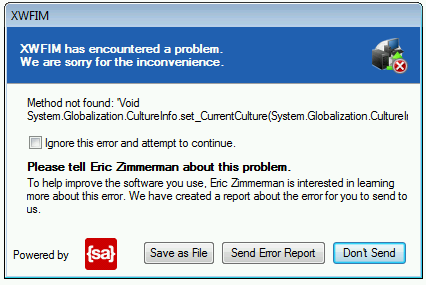 XWFIM
XWFIM has encountered a problem.
We are sorry for the inconvenience.
Method not found: 'Void
System.Globalization.CultureInfo.set_CurrentCulture(System.Globalization.CultureIn
Ignore this error and attempt to continue.
Please tell Eric Zimmerman about this problem.
To help improve the software you use, Eric Zimmerman is interested in learning
more about this error. We have created a report about the error for you to send to
us.
Powered by {sa} Save as File Send Error Report Don't Send